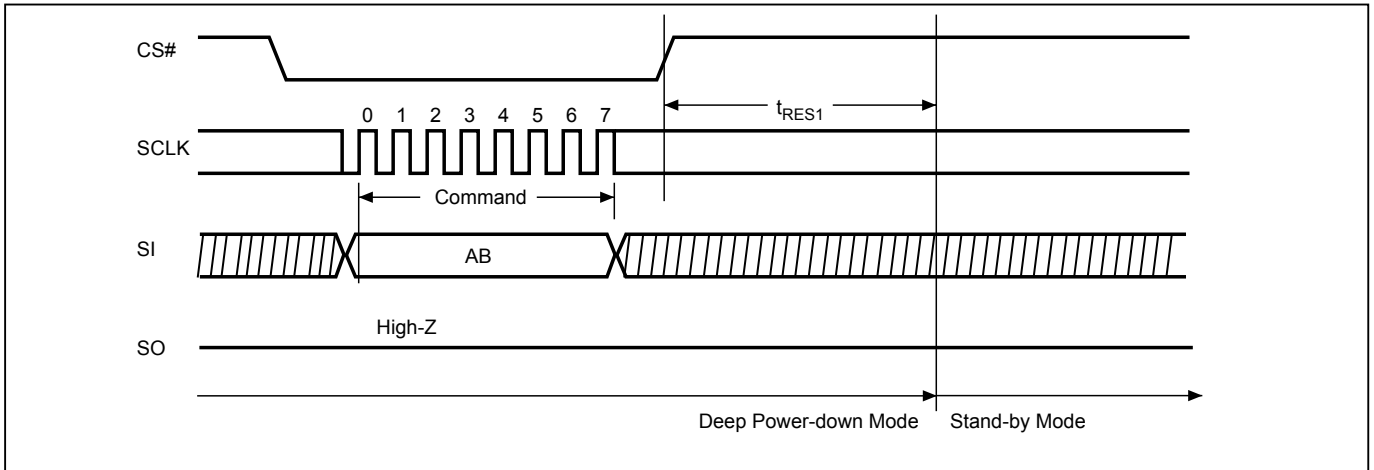 CS#
tRES1
0 1 2 3 4 5 6 7
SCLK
Command
SI
AB
High-Z
SO
Deep Power-down Mode
Stand-by Mode